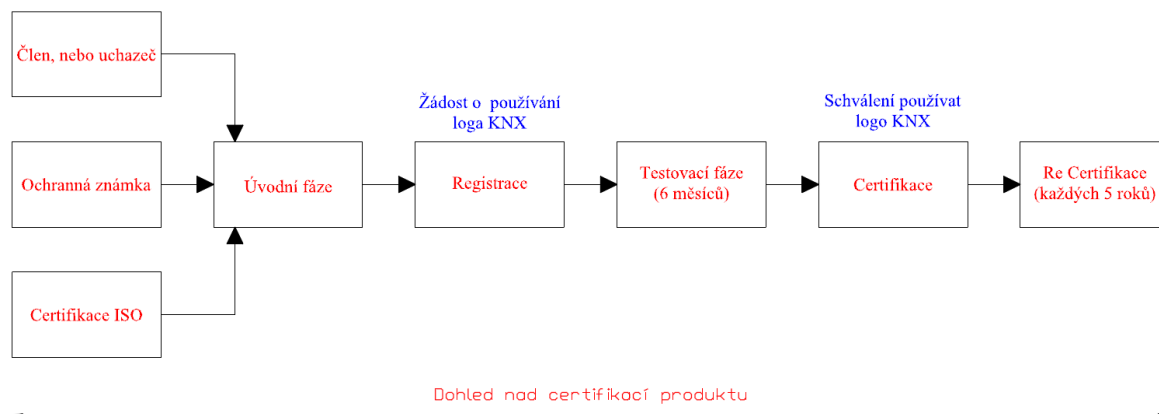 Člen, nebo uchazeč
Ochranná známka
Certifikace ISO
Úvodní fáze
Žádost o používání
loga KNX
Registrace
Testovací fáze
(6 měsíců)
Schválení používat
logo KNX
Certifikace
Re Certifikace
(každých 5 roků)
Dohled nad certifikací produktu